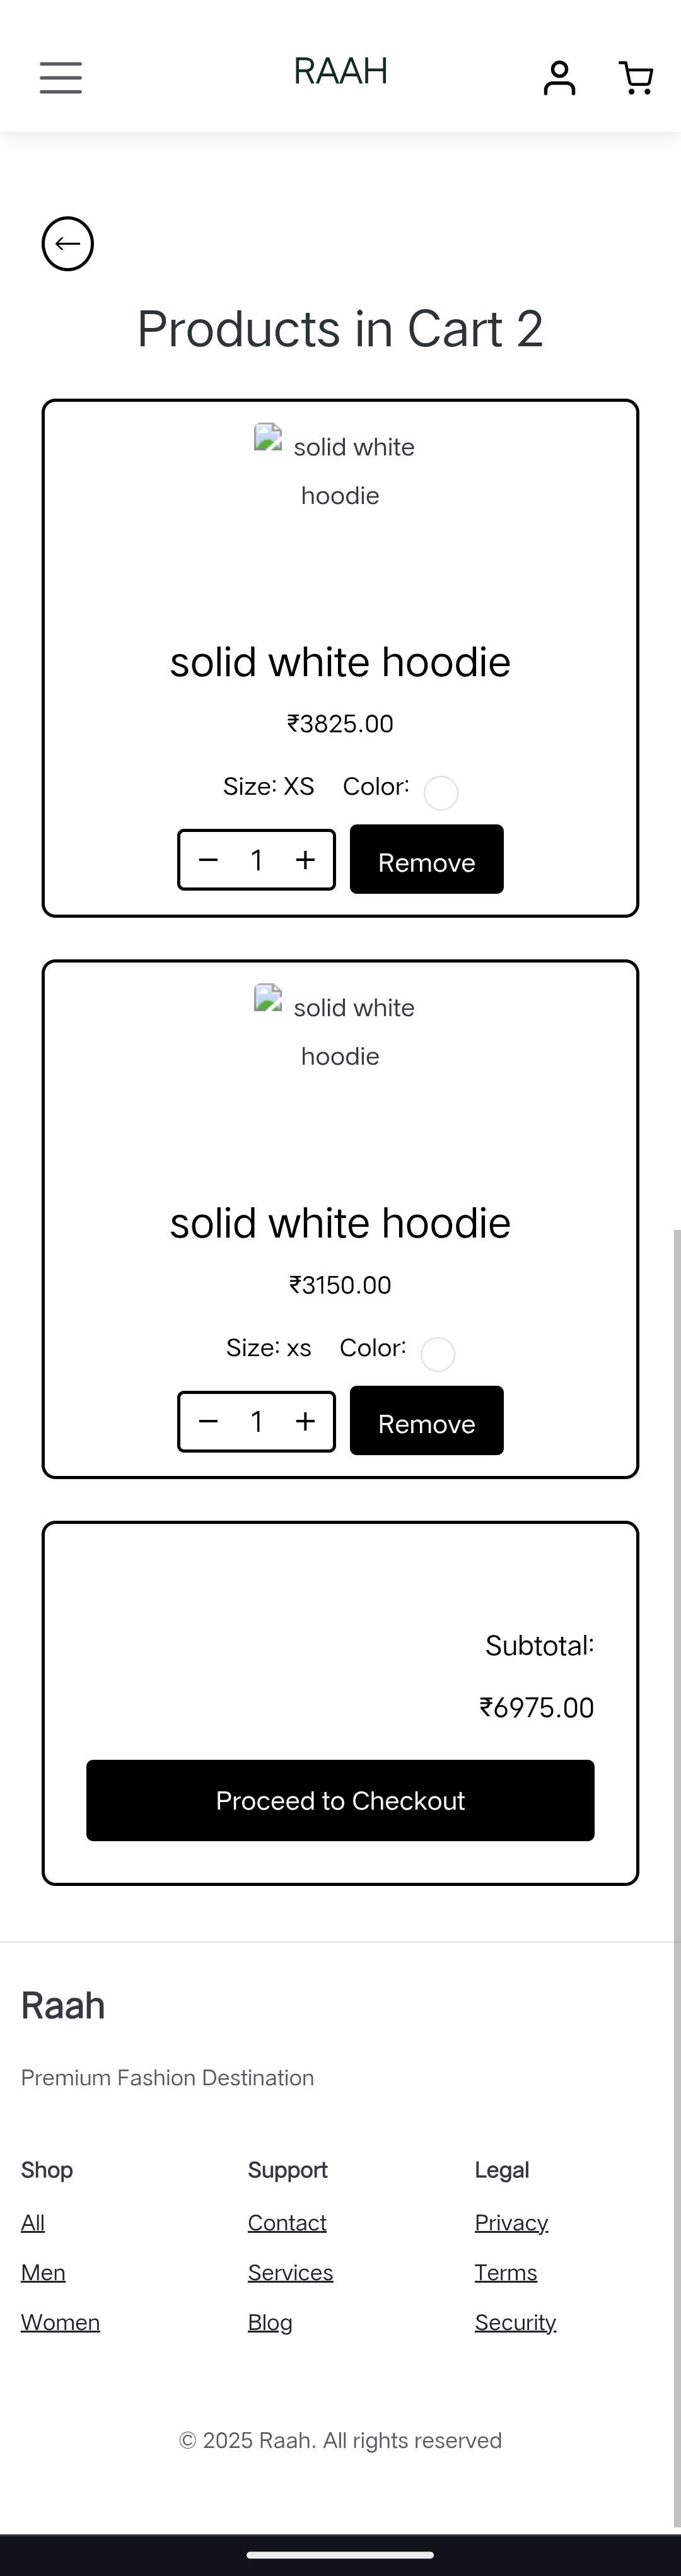 RAAH
Products in Cart 2
solid white
hoodie
solid white hoodie
₹3825.00
Size: XS Color:
− 1 + Remove
solid white
hoodie
solid white hoodie
₹3150.00
Size: xs Color:
− 1 + Remove
Subtotal:
₹6975.00
Proceed to Checkout
Raah
Premium Fashion Destination
Shop Support Legal
All Contact Privacy
Men Services Terms
Women Blog Security
© 2025 Raah. All rights reserved